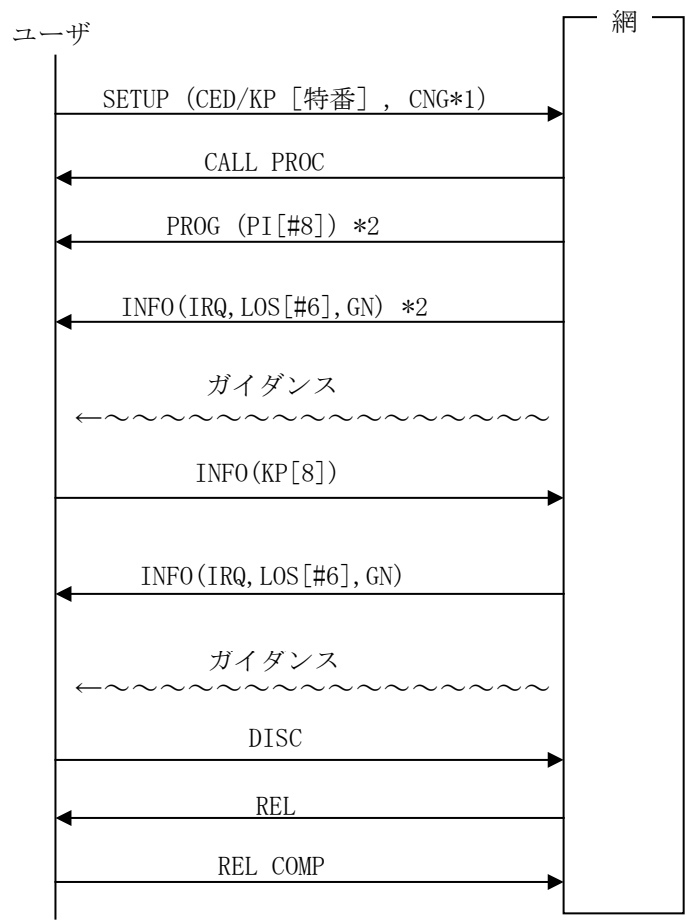 ユーザ
網
SETUP (CED/KP [特番] , CNG*1)
CALL PROC
PROG (PI[#8]) *2
INFO(IRQ,LOS[#6],GN) *2
ガイダンス
←～～～～～～～～～～～～～～～～
INFO(KP[8])
INFO(IRQ,LOS[#6],GN)
ガイダンス
←～～～～～～～～～～～～～～～～
DISC
REL
REL COMP